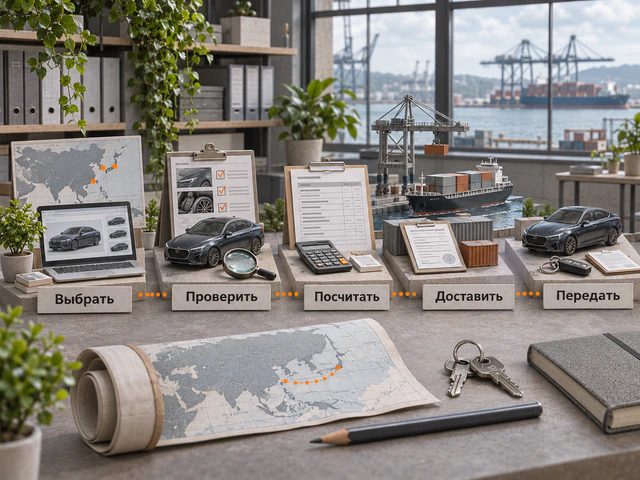 Выбрать
Проверить
Посчитать
Доставить
Передать